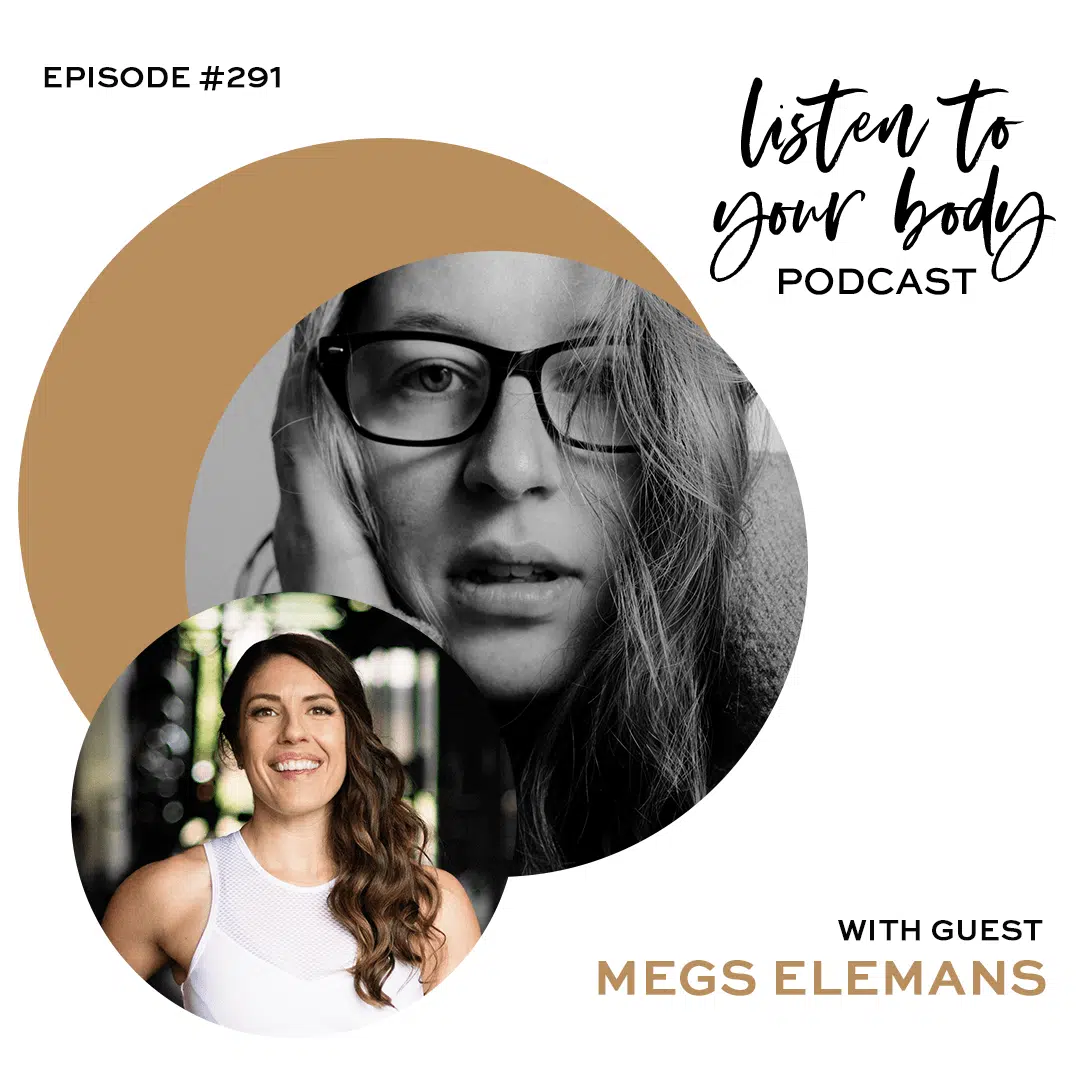 EPISODE #291
listen to
your body
PODCAST
WITH GUEST
MEGS ELEMANS